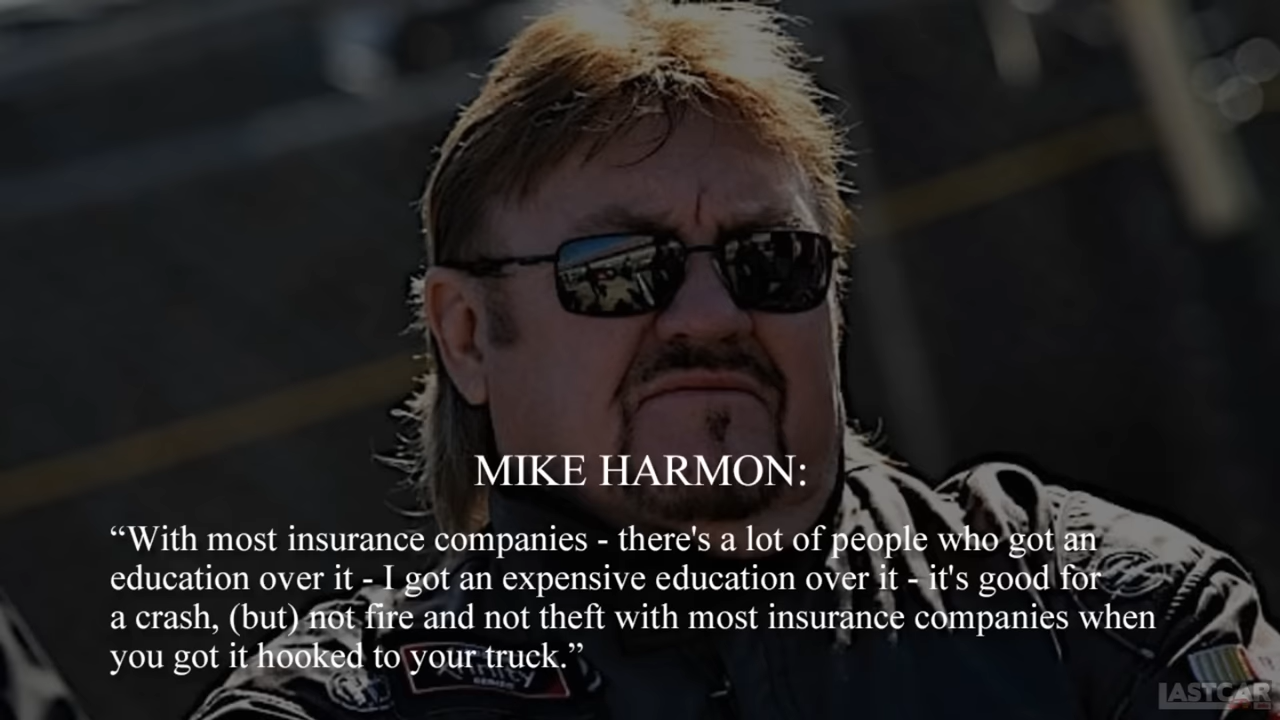 MIKE HARMON:
“With most insurance companies - there's a lot of people who got an
education over it - I got an expensive education over it - it's good for
a crash, (but) not fire and not theft with most insurance companies when
you got it hooked to your truck.”
xfinity
SERIES
LASTCAR